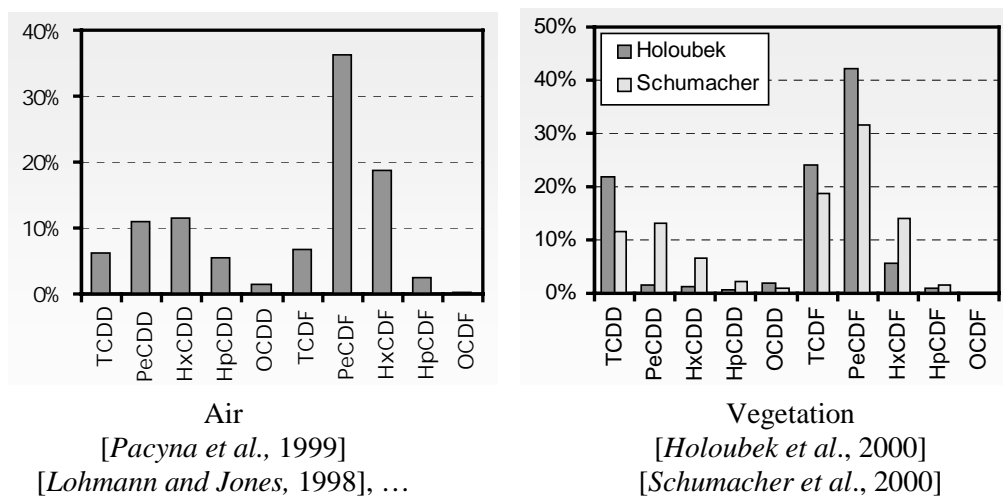 40%
30%
20%
10%
0%
TCDD
PeCDD
HxCDD
HpCDD
OCDD
TCDF
PeCDF
HxCDF
HpCDF
OCDF
Air
[Pacyna et al., 1999]
[Lohmann and Jones, 1998], …
50%
40%
30%
20%
10%
0%
Holoubek
Schumacher
TCDD
PeCDD
HxCDD
HpCDD
OCDD
TCDF
PeCDF
HxCDF
HpCDF
OCDF
Vegetation
[Holoubek et al., 2000]
[Schumacher et al., 2000]